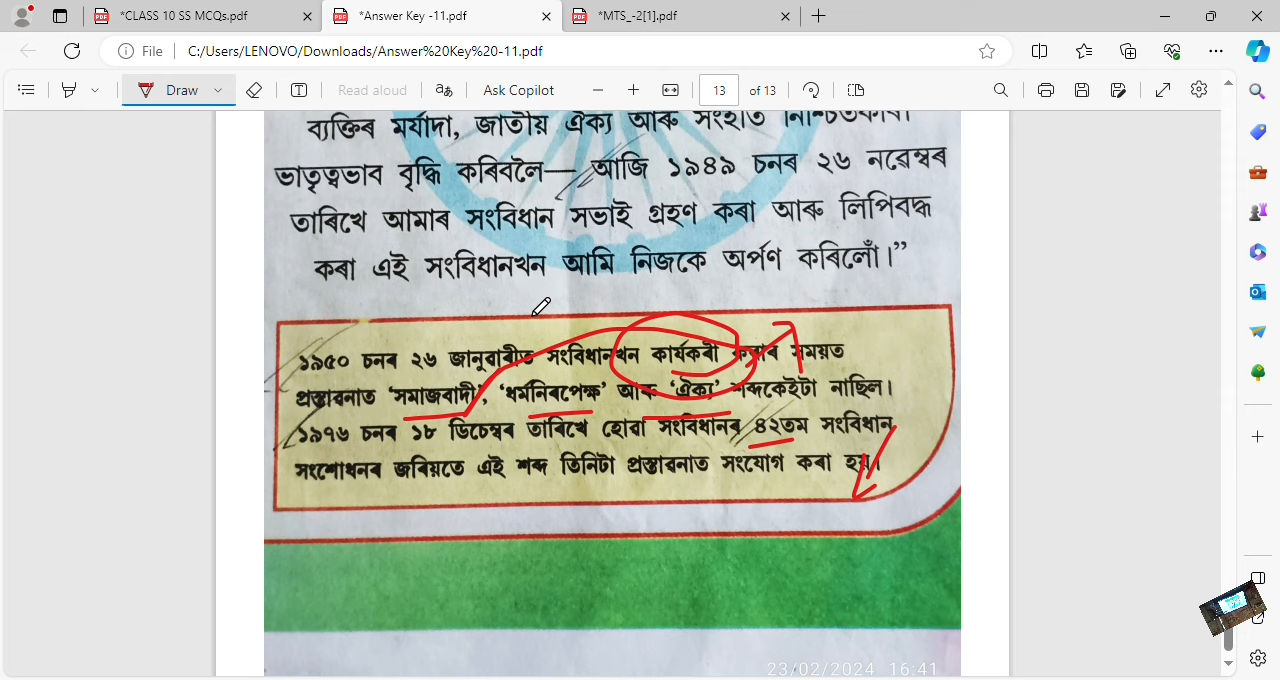 *CLASS 10 SS MCQs.pdf
*Answer Key -11.pdf
*MTS_-2[1].pdf
File
C:/Users/LENOVO/Downloads/Answer%20Key%20-11.pdf
Draw
Read aloud
Ask Copilot
13
of 13
ব্যক্তিৰ মৰ্যাদা, জাতীয় ঐক্য আৰু সংহতি নিশ্চিতকাৰী
ভাতৃত্বভাব বৃদ্ধি কৰিবলৈ— আজি ১৯৪৯ চনৰ ২৬ নৱেম্বৰ
তাৰিখে আমাৰ সংবিধান সভাই গ্ৰহণ কৰা আৰু লিপিবদ্ধ
কৰা এই সংবিধানখন আমি নিজকে অৰ্পণ কৰিলোঁ।”
১৯৫০ চনৰ ২৬ জানুৱাৰীত সংবিধানখন কাৰ্যকৰী কৰাৰ সময়ত
প্ৰস্তাৱনাত ‘সমাজবাদী’, ‘ধৰ্মনিৰপেক্ষ’ আৰু ‘ঐক্য’ শব্দকেইটা নাছিল।
১৯৭৬ চনৰ ১৮ ডিচেম্বৰ তাৰিখে হোৱা সংবিধানৰ ৪২তম সংবিধান
সংশোধনৰ জৰিয়তে এই শব্দ তিনিটা প্ৰস্তাৱনাত সংযোগ কৰা হয়।
23/02/2024 16:41